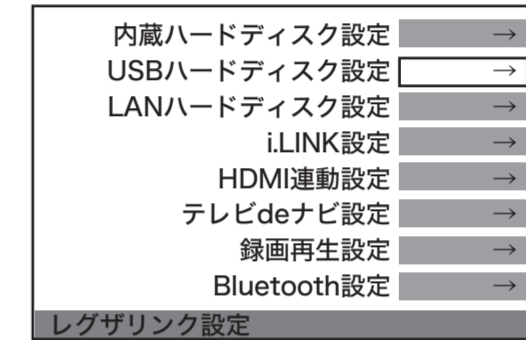 内蔵ハードディスク設定 →
USBハードディスク設定 →
LANハードディスク設定 →
i.LINK設定 →
HDMI連動設定 →
テレビdeナビ設定 →
録画再生設定 →
Bluetooth設定 →
レグザリンク設定